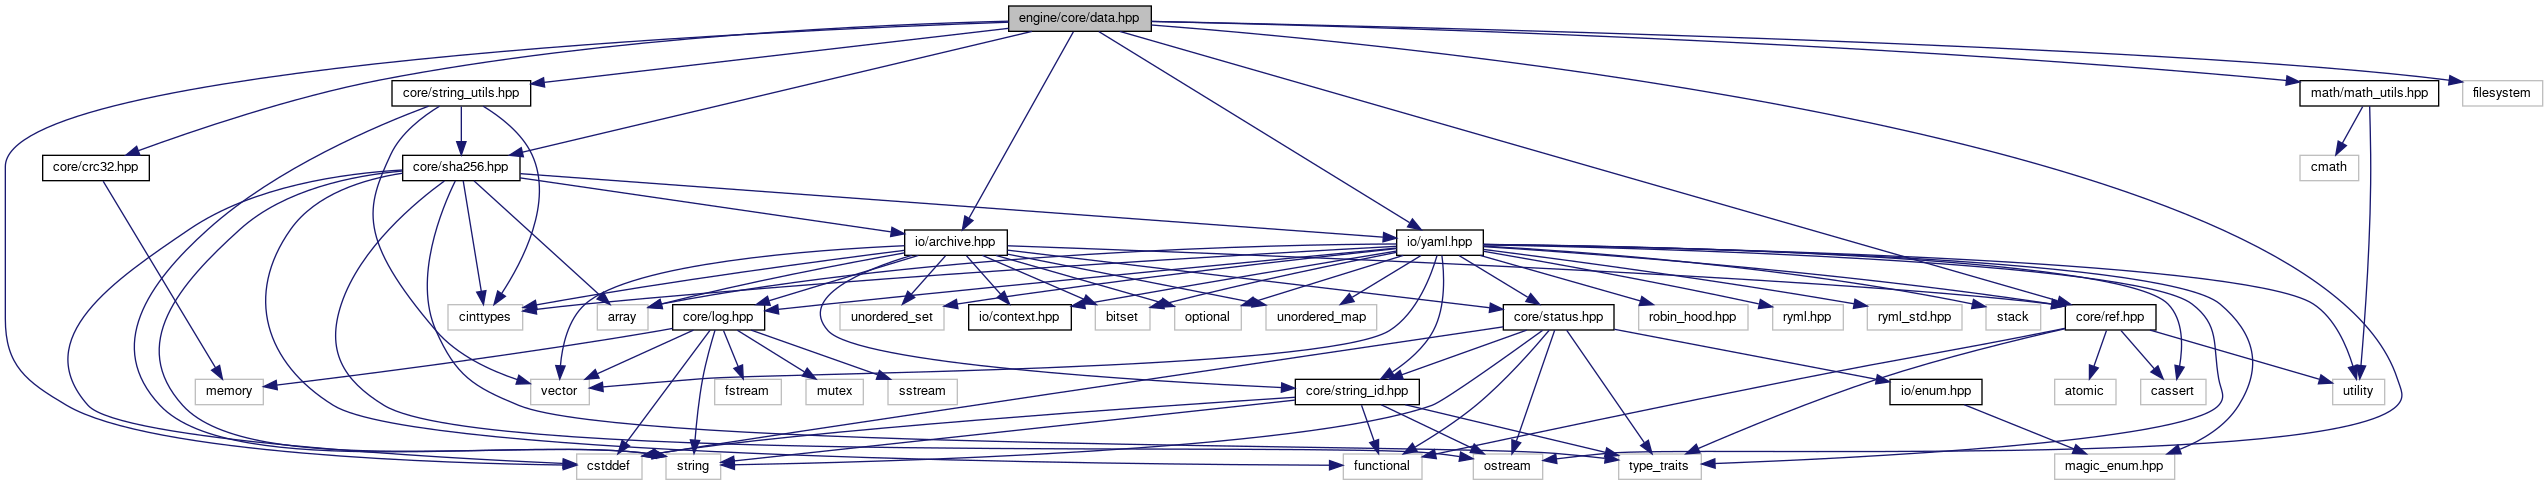 engine/core/data.hpp
core/string_utils.hpp
math/math_utils.hpp
filesystem
core/crc32.hpp
core/sha256.hpp
cmath
io/archive.hpp
io/yaml.hpp
cinttypes
array
core/log.hpp
unordered_set
io/context.hpp
bitset
optional
unordered_map
core/status.hpp
robin_hood.hpp
ryml.hpp
ryml_std.hpp
stack
core/ref.hpp
memory
vector
fstream
mutex
sstream
core/string_id.hpp
io/enum.hpp
atomic
cassert
utility
cstddef
string
functional
ostream
type_traits
magic_enum.hpp